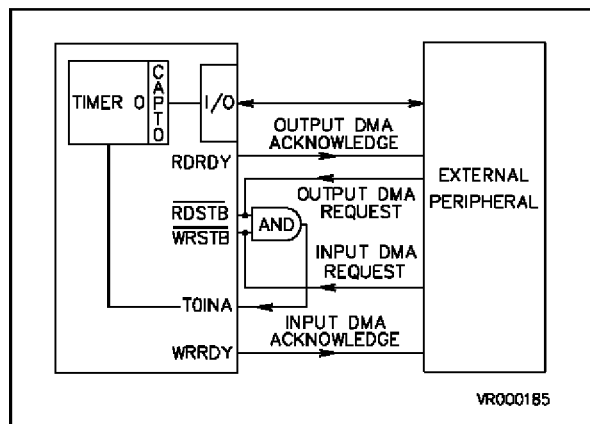 TIMER 0
CAPTO
I/O
OUTPUT DMA
ACKNOWLEDGE
RDRDY
EXTERNAL
PERIPHERAL
OUTPUT DMA
REQUEST
RDSTB
WRSTB
AND
INPUT DMA
REQUEST
TOINA
INPUT DMA
ACKNOWLEDGE
WRRDY
VR000185